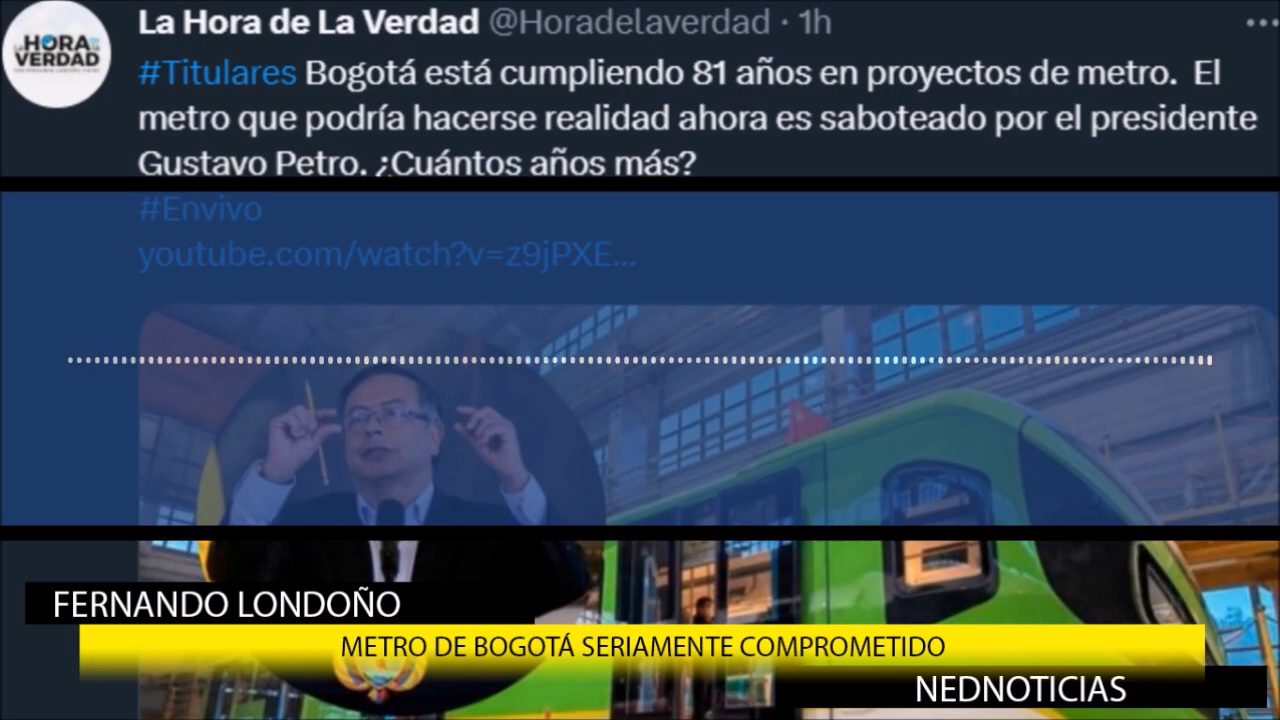 La Hora de La Verdad @Horadelaverdad · 1h
HORA
VERDAD
#Titulares Bogotá está cumpliendo 81 años en proyectos de metro. El
metro que podría hacerse realidad ahora es saboteado por el presidente
Gustavo Petro. ¿Cuántos años más?
#Envivo
youtube.com/watch?v=z9jPXE...
FERNANDO LONDOÑO
METRO DE BOGOTÁ SERIAMENTE COMPROMETIDO
NEDNOTICIAS